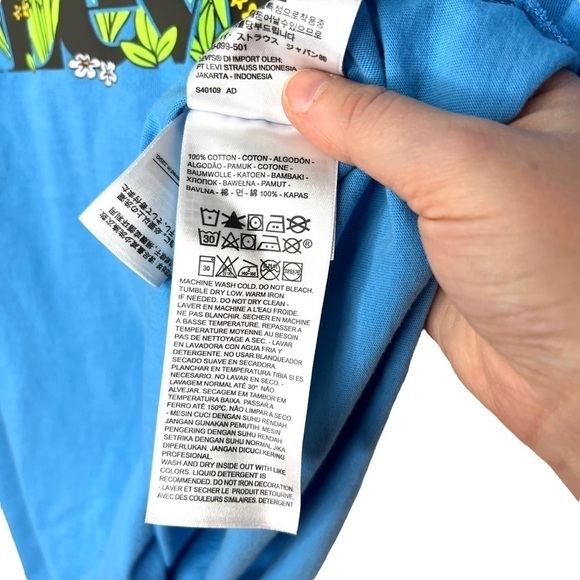 -099-501
LEVI'S® DI IMPORT OLEH:
PT LEVI STRAUSS INDONESIA
JAKARTA - INDONESIA
S40109 AD
100% COTTON - COTON - ALGODÓN -
ALGODÃO - PAMUK - COTONE -
BAUMWOLLE - KATOEN - BAMBAKI -
ХЛОПОК - BAWEŁNA - PAMUT -
BAVLNA - 棉 - 면 - 綿 100% - KAPAS
30
30
MACHINE WASH COLD. DO NOT BLEACH.
TUMBLE DRY LOW. WARM IRON
IF NEEDED. DO NOT DRY CLEAN -
LAVER EN MACHINE A L'EAU FROIDE.
NE PAS BLANCHIR. SECHER EN MACHINE
A BASSE TEMPERATURE. REPASSER A
TEMPERATURE MOYENNE AU BESOIN
PAS DE NETTOYAGE A SEC -
EN LAVADORA CON AGUA FRIA Y
DETERGENTE. NO USAR BLANQUEADOR.
SECADO SUAVE EN SECADORA.
PLANCHAR EN TEMPERATURA TIBIA SI ES
NECESARIO. NO LAVAR EN SECO -
LAVAGEM NORMAL ATÉ 30º. NÃO
ALVEJAR. SECAGEM EM TAMBOR EM
TEMPERATURA BAIXA. PASSAR A
FERRO ATÉ 150ºC. NÃO LIMPAR A SECO.
- MESIN CUCI DENGAN SUHU RENDAH.
JANGAN GUNAKAN PEMUTIH. MESIN
PENGERING DENGAN SUHU RENDAH.
SETRIKA DENGAN SUHU NORMAL JIKA
DIPERLUKAN. JANGAN DICUCI KERING
PROFESIONAL.
WASH AND DRY INSIDE OUT WITH LIKE
COLORS. LIQUID DETERGENT IS
RECOMMENDED. DO NOT IRON DECORATION.
- LAVER ET SECHER LE PRODUIT RETOURNE,
AVEC DES COULEURS SIMILAIRES. DETERGENT